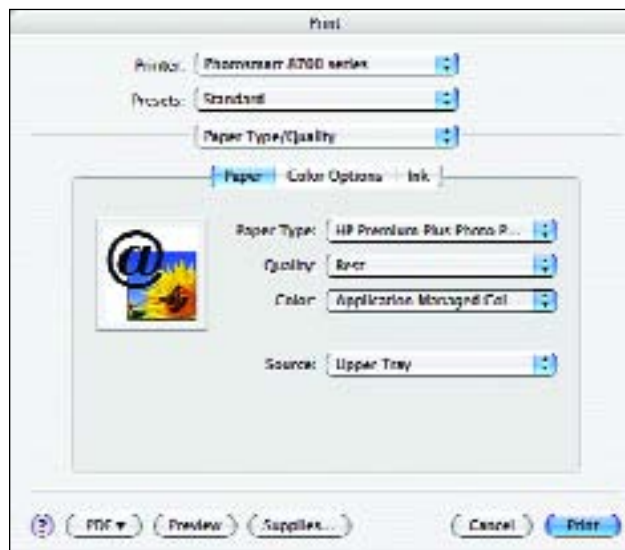 Print
Printer: Photosmart 8700 series
Presets: Standard
Paper Type/Quality
Paper Color Options Ink
Paper Type: HP Premium Plus Photo P...
Quality: Best
Color: Application Managed Col
Source: Upper Tray
@
? PDF ▼ Preview Supplies... Cancel Print